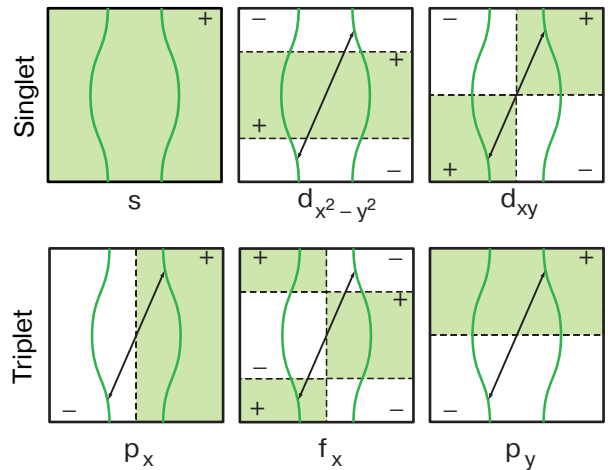 Singlet
+
s
−
+
+
−
d_{x² − y²}
−
+
+
d_{xy}
Triplet
+
−
p_x
+
−
+
−
+
−
f_x
+
−
p_y